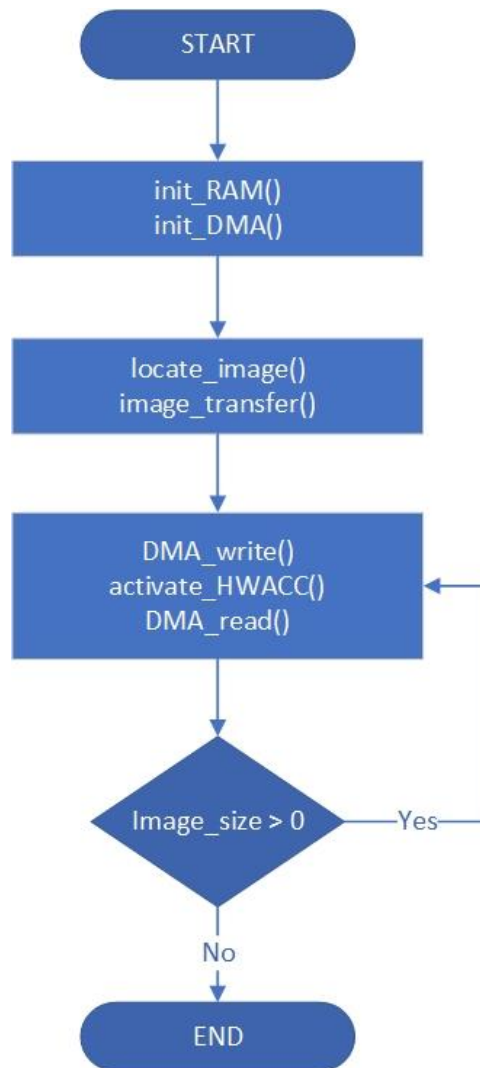 START
init_RAM()
init_DMA()
locate_image()
image_transfer()
DMA_write()
activate_HWACC()
DMA_read()
Image_size > 0
Yes
No
END